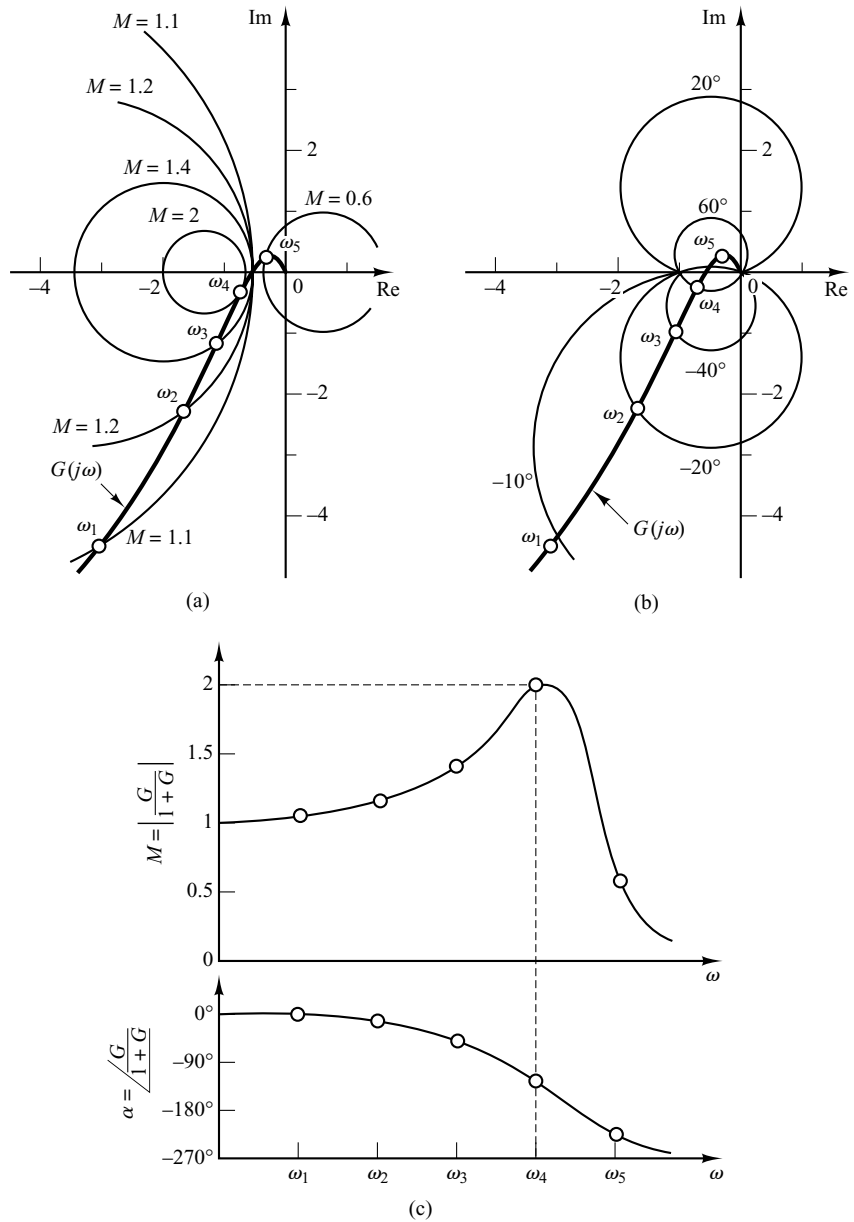 Im
M = 1.1
M = 1.2
M = 1.4
M = 2
M = 0.6
2
ω5
–4
–2
0
Re
ω4
ω3
–2
ω2
M = 1.2
G(jω)
–4
ω1
M = 1.1
(a)
Im
20°
2
60°
ω5
–4
–2
0
Re
ω4
ω3
–40°
–2
ω2
–20°
–10°
–4
ω1
G(jω)
(b)
2
1.5
1
0.5
0
ω
M = |G/(1 + G)|
0°
–90°
–180°
–270°
α = ∠G/(1 + G)
ω1 ω2 ω3 ω4 ω5 ω
(c)